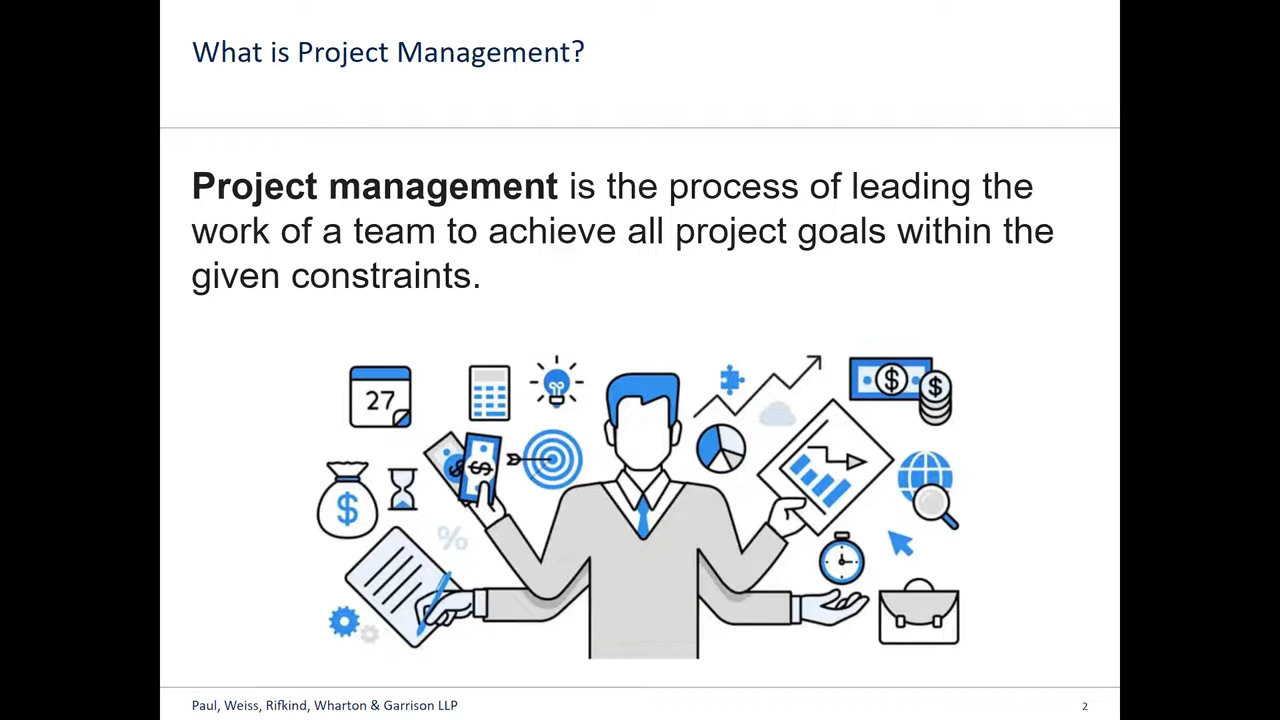 What is Project Management?
Project management is the process of leading the
work of a team to achieve all project goals within the
given constraints.
27
$
$
$
$
$
%
Paul, Weiss, Rifkind, Wharton & Garrison LLP
2